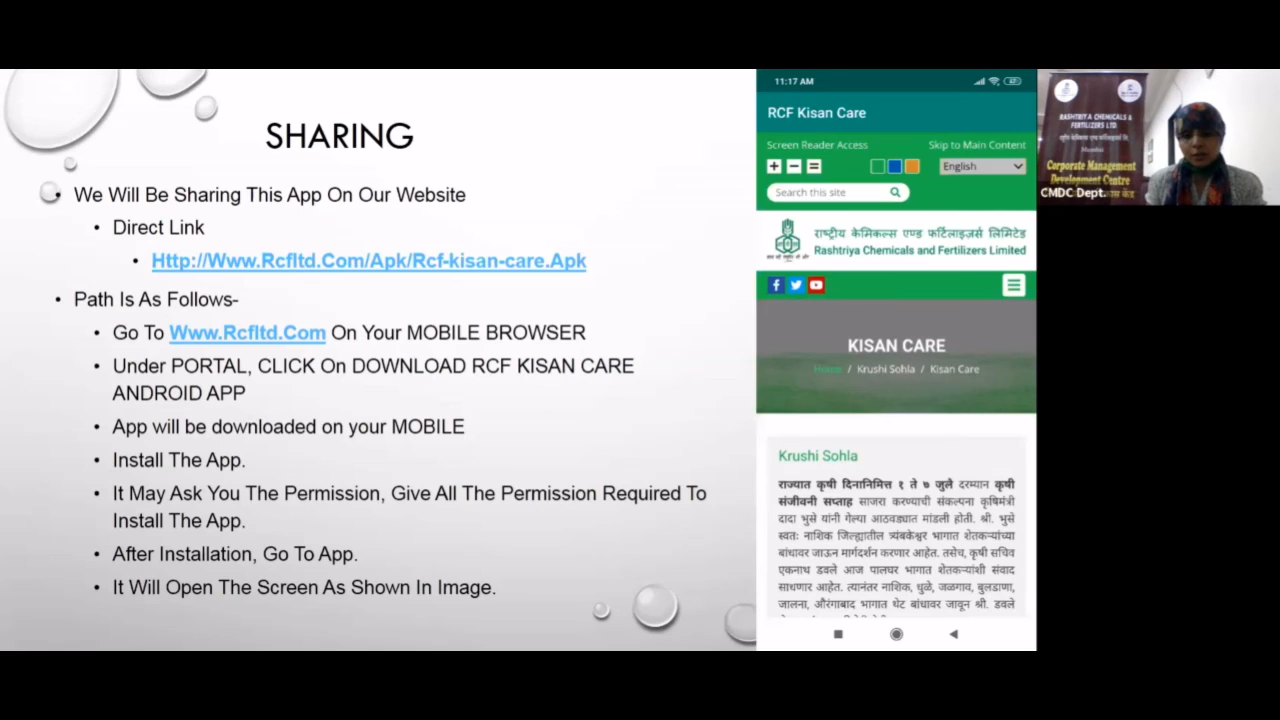 SHARING
We Will Be Sharing This App On Our Website
Direct Link
Http://Www.Rcfltd.Com/Apk/Rcf-kisan-care.Apk
Path Is As Follows-
Go To Www.Rcfltd.Com On Your MOBILE BROWSER
Under PORTAL, CLICK On DOWNLOAD RCF KISAN CARE
ANDROID APP
App will be downloaded on your MOBILE
Install The App.
It May Ask You The Permission, Give All The Permission Required To
Install The App.
After Installation, Go To App.
It Will Open The Screen As Shown In Image.
11:17 AM
RCF Kisan Care
Screen Reader Access Skip to Main Content
English
Search this site
राष्ट्रीय केमिकल्स एण्ड फर्टिलाइज़र्स लिमिटेड
Rashtriya Chemicals and Fertilizers Limited
KISAN CARE
Home / Krushi Sohla / Kisan Care
Krushi Sohla
राज्यात कृषी दिनानिमित्त १ ते ७ जुलै दरम्यान कृषी
संजीवनी सप्ताह साजरा करण्याची संकल्पना कृषिमंत्री
दादा भुसे यांनी गेल्या आठवड्यात मांडली होती. श्री. भुसे
स्वतः नाशिक जिल्ह्यातील त्र्यंबकेश्वर भागात शेतकऱ्यांच्या
बांधावर जाऊन मार्गदर्शन करणार आहेत. तसेच, कृषी सचिव
एकनाथ डवले आज पालघर भागात शेतकऱ्यांशी संवाद
साधणार आहेत. त्यानंतर नाशिक, धुळे, जळगाव, बुलडाणा,
जालना, औरंगाबाद भागात थेट बांधावर जावून श्री. डवले
RASHTRIYA CHEMICALS &
FERTILIZERS LTD.
Mumbai
Corporate Management
Development Centre
CMDC Dept.